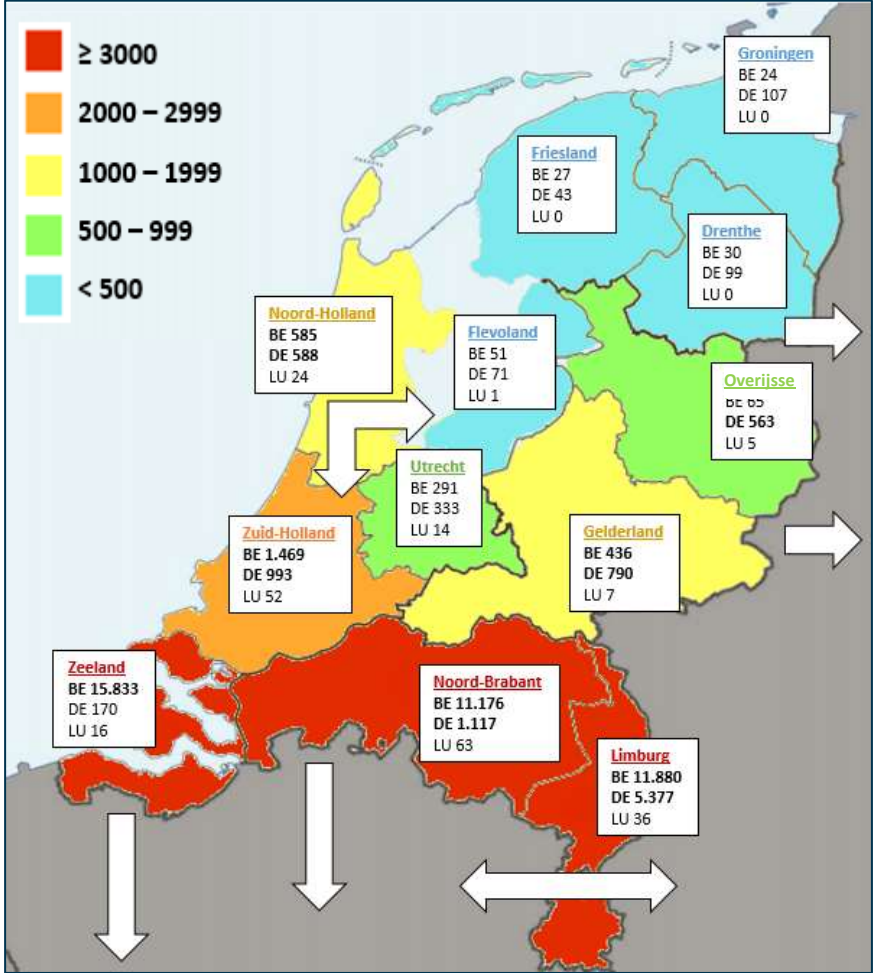 ≥ 3000
2000 – 2999
1000 – 1999
500 – 999
< 500
Groningen
BE 24
DE 107
LU 0
Friesland
BE 27
DE 43
LU 0
Drenthe
BE 30
DE 99
LU 0
Noord-Holland
BE 585
DE 588
LU 24
Flevoland
BE 51
DE 71
LU 1
Overijsse
BE 65
DE 563
LU 5
Utrecht
BE 291
DE 333
LU 14
Zuid-Holland
BE 1.469
DE 993
LU 52
Gelderland
BE 436
DE 790
LU 7
Zeeland
BE 15.833
DE 170
LU 16
Noord-Brabant
BE 11.176
DE 1.117
LU 63
Limburg
BE 11.880
DE 5.377
LU 36